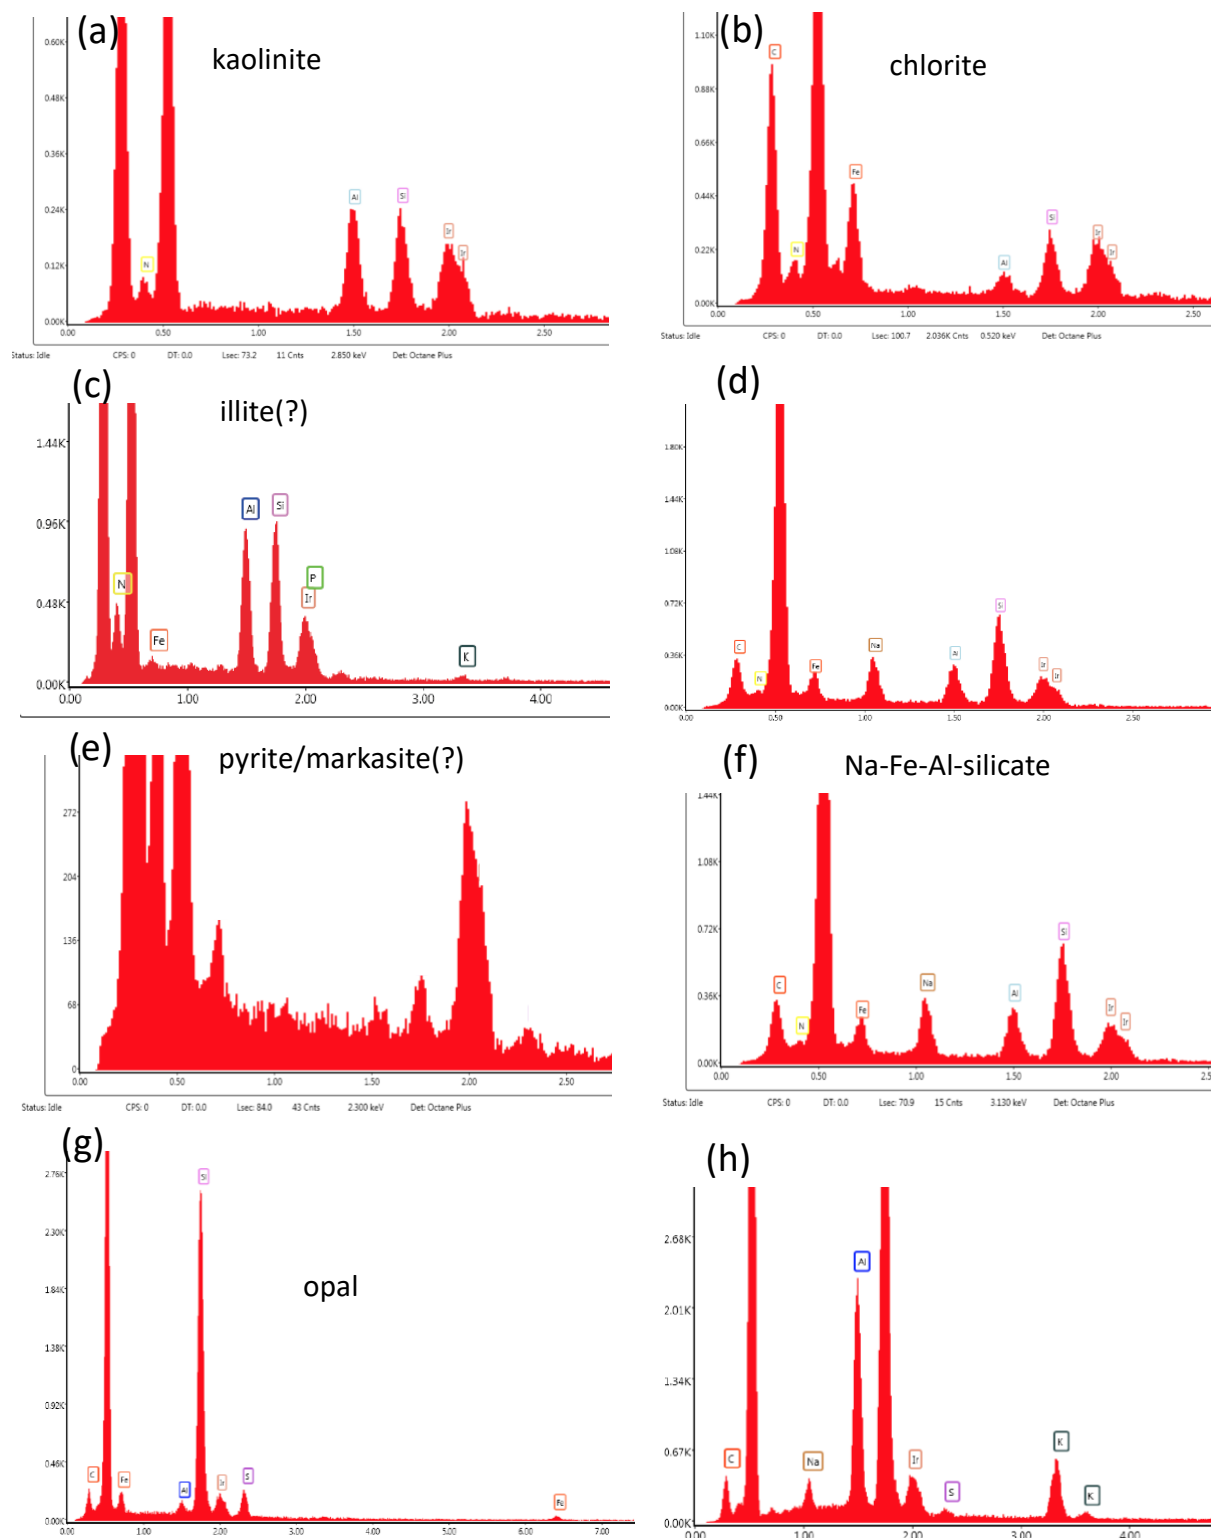 (a)
kaolinite
0.60K
0.48K
0.36K
0.24K
0.12K
0.00K
N
Al
Si
Ir
Ir
0.00 0.50 1.00 1.50 2.00 2.50
Status: Idle CPS: 0 DT: 0.0 Lsec: 73.2 11 Cnts 2.850 keV Det: Octane Plus
(b)
chlorite
1.10K
0.88K
0.66K
0.44K
0.22K
0.00K
C
N
Fe
Al
Si
Ir
Ir
0.00 0.50 1.00 1.50 2.00 2.50
Status: Idle CPS: 0 DT: 0.0 Lsec: 100.7 2.036K Cnts 0.520 keV Det: Octane Plus
(c)
illite(?)
1.44K
0.96K
0.48K
0.00K
N
Fe
Al
Si
P
Ir
K
0.00 1.00 2.00 3.00 4.00
(d)
1.80K
1.44K
1.08K
0.72K
0.36K
0.00K
C
N
Fe
Na
Al
Si
Ir
Ir
0.00 0.50 1.00 1.50 2.00 2.50
(e)
pyrite/markasite(?)
272
204
136
68
0
0.00 0.50 1.00 1.50 2.00 2.50
Status: Idle CPS: 0 DT: 0.0 Lsec: 84.0 43 Cnts 2.300 keV Det: Octane Plus
(f)
Na-Fe-Al-silicate
1.44K
1.08K
0.72K
0.36K
0.00K
C
N
Fe
Na
Al
Si
Ir
Ir
0.00 0.50 1.00 1.50 2.00 2.5
Status: Idle CPS: 0 DT: 0.0 Lsec: 70.9 15 Cnts 3.130 keV Det: Octane Plus
(g)
opal
2.76K
2.30K
1.84K
1.38K
0.92K
0.46K
0.00K
C
Fe
Al
Si
Ir
S
Fe
0.00 1.00 2.00 3.00 4.00 5.00 6.00 7.00
(h)
2.68K
2.01K
1.34K
0.67K
0.00K
C
Na
Al
Ir
S
K
K
0.00 1.00 2.00 3.00 4.00